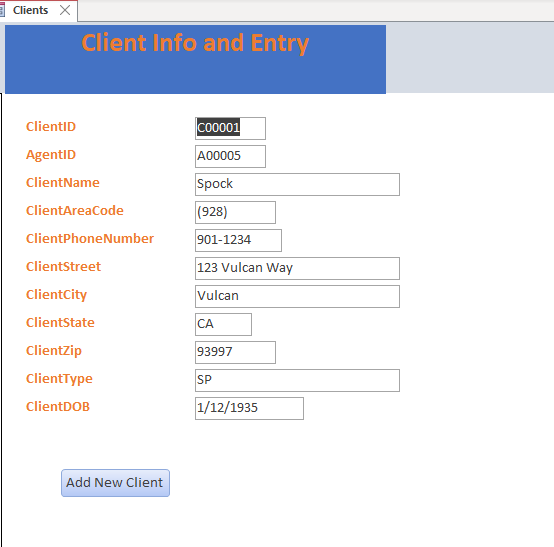 Clients
Client Info and Entry
ClientID C00001
AgentID A00005
ClientName Spock
ClientAreaCode (928)
ClientPhoneNumber 901-1234
ClientStreet 123 Vulcan Way
ClientCity Vulcan
ClientState CA
ClientZip 93997
ClientType SP
ClientDOB 1/12/1935
Add New Client